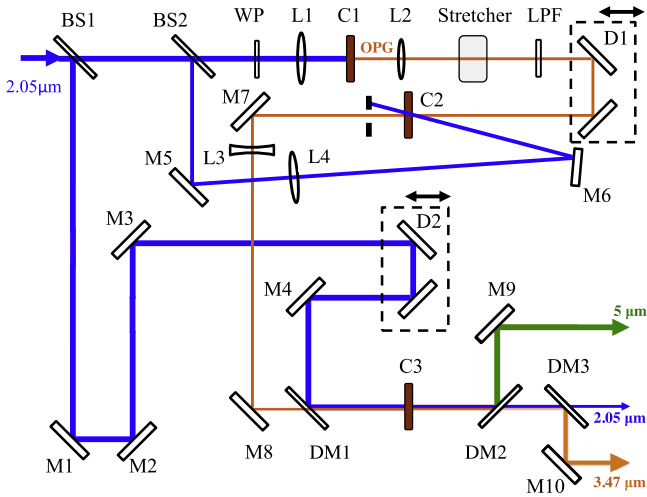 BS1
BS2
WP
L1
C1
L2
Stretcher
LPF
D1
OPG
2.05μm
M7
C2
M5
L3
L4
M6
M3
D2
M4
M9
5 μm
C3
DM3
2.05 μm
M1
M2
M8
DM1
DM2
M10
3.47 μm